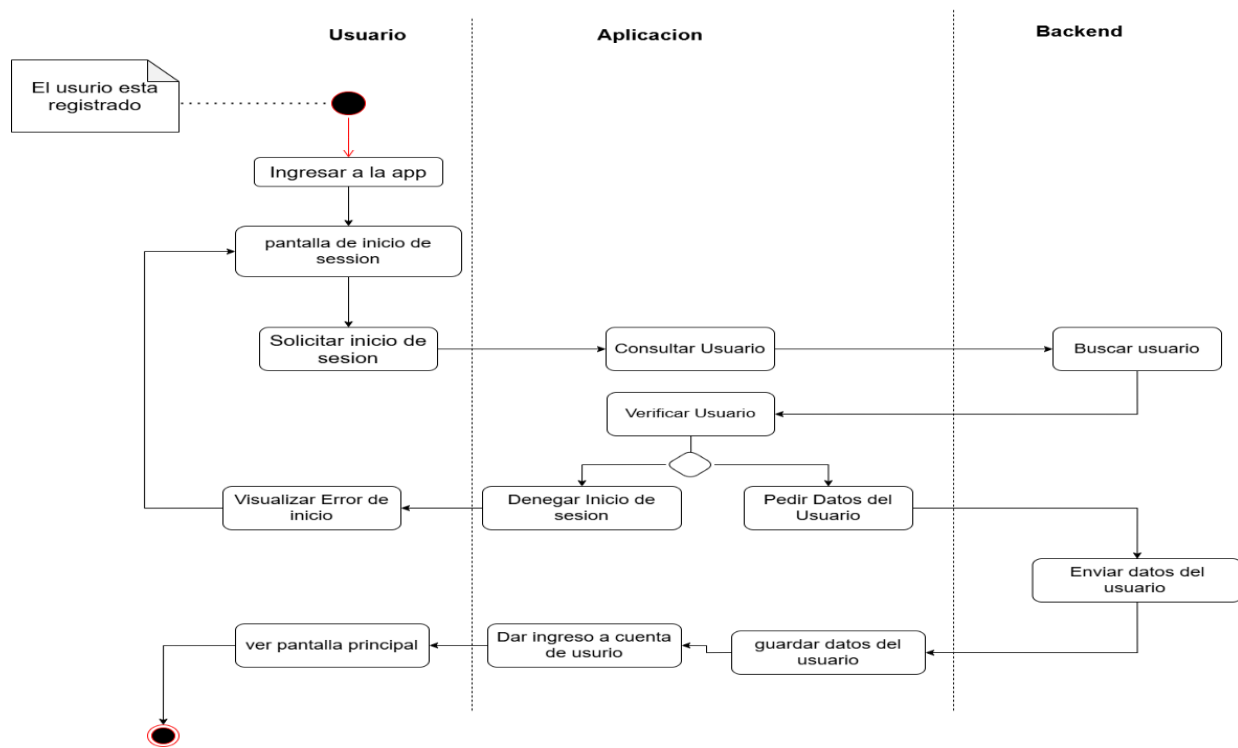 Usuario
Aplicacion
Backend
El usurio esta
registrado
Ingresar a la app
pantalla de inicio de
session
Solicitar inicio de
sesion
Consultar Usuario
Buscar usuario
Verificar Usuario
Visualizar Error de
inicio
Denegar Inicio de
sesion
Pedir Datos del
Usuario
Enviar datos del
usuario
ver pantalla principal
Dar ingreso a cuenta
de usurio
guardar datos del
usuario